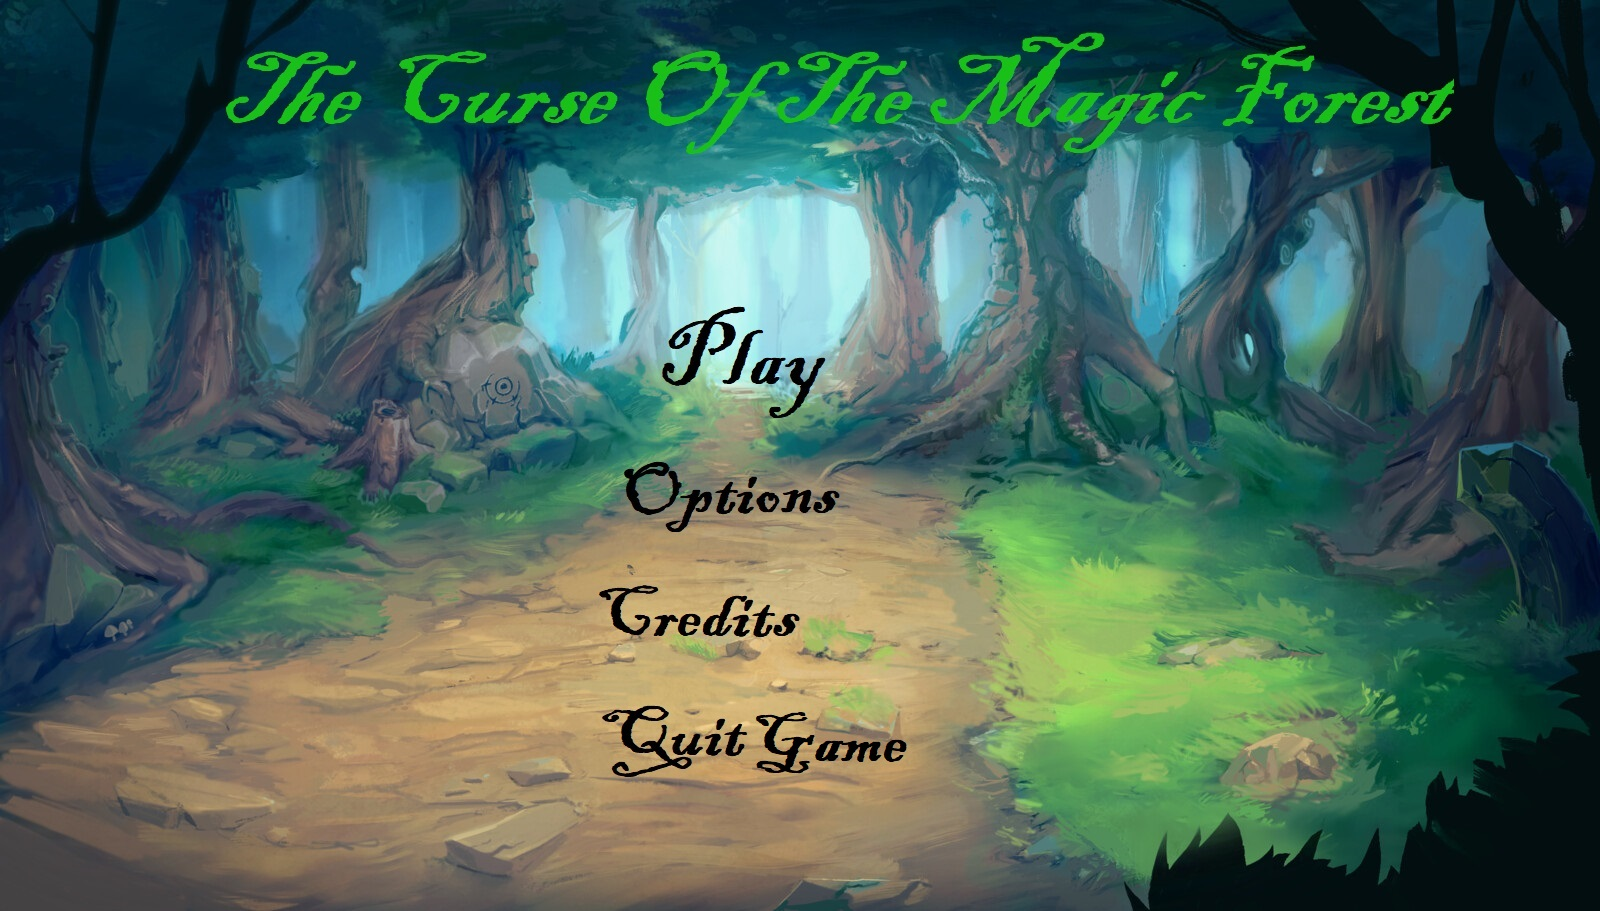 The Curse Of The Magic Forest
Play
Options
Credits
Quit Game